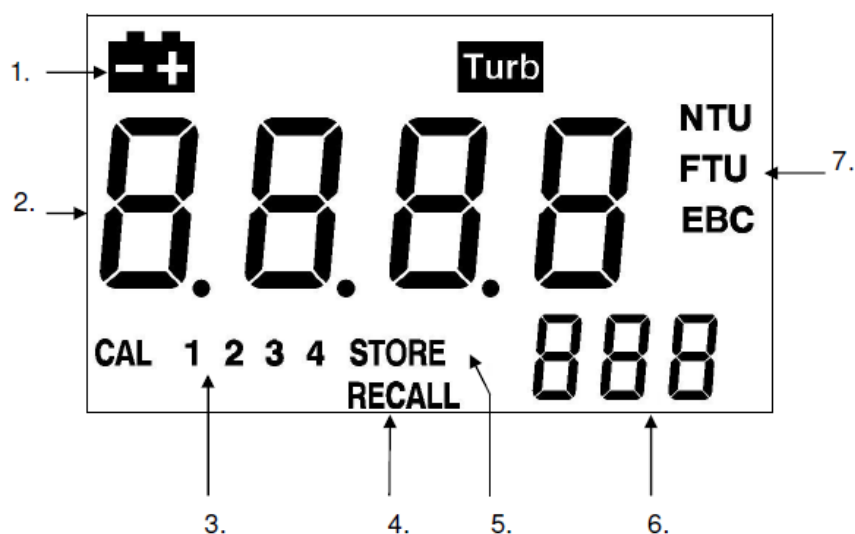 1.
Turb
NTU
8.8.8.8
FTU
7.
2.
EBC
CAL 1 2 3 4 STORE
888
RECALL
3.
4.
5.
6.